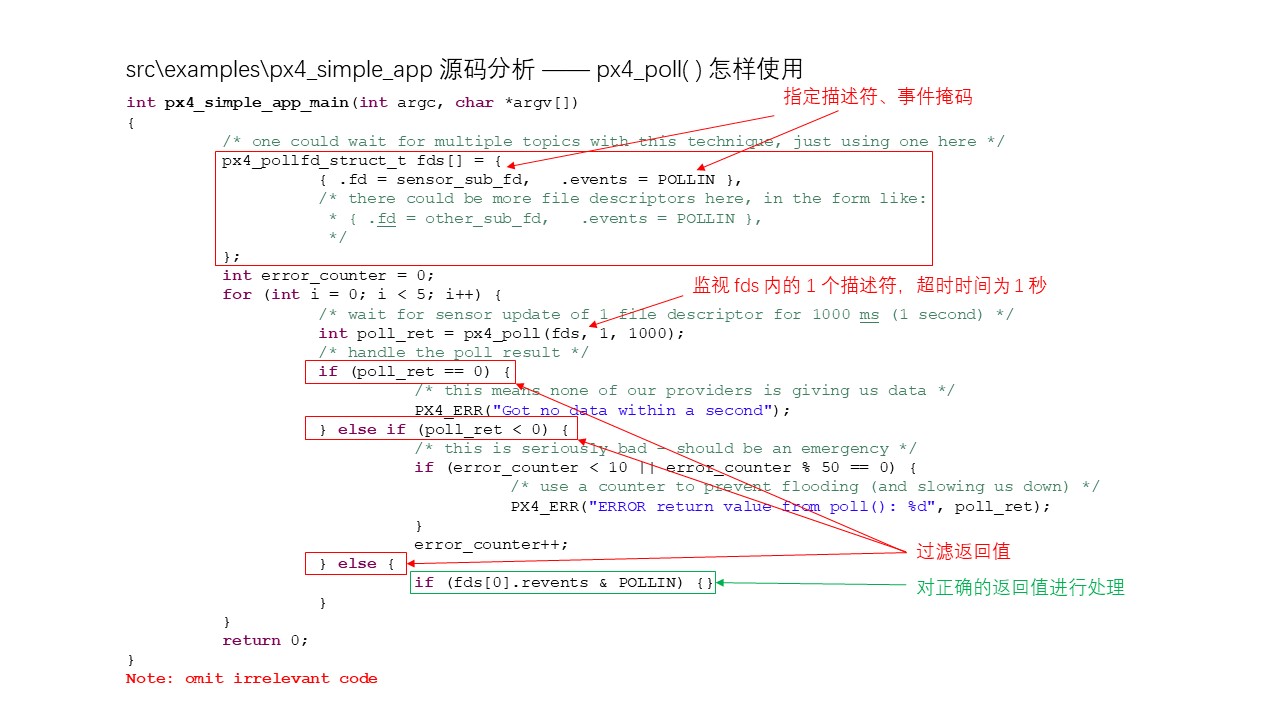 src\examples\px4_simple_app 源码分析 —— px4_poll( ) 怎样使用
指定描述符、事件掩码
int px4_simple_app_main(int argc, char *argv[])
{
/* one could wait for multiple topics with this technique, just using one here */
px4_pollfd_struct_t fds[] = {
{ .fd = sensor_sub_fd,   .events = POLLIN },
/* there could be more file descriptors here, in the form like:
* { .fd = other_sub_fd,   .events = POLLIN },
*/
};
int error_counter = 0;
监视 fds 内的 1 个描述符，超时时间为 1 秒
for (int i = 0; i < 5; i++) {
/* wait for sensor update of 1 file descriptor for 1000 ms (1 second) */
int poll_ret = px4_poll(fds, 1, 1000);
/* handle the poll result */
if (poll_ret == 0) {
/* this means none of our providers is giving us data */
PX4_ERR("Got no data within a second");
} else if (poll_ret < 0) {
/* this is seriously bad - should be an emergency */
if (error_counter < 10 || error_counter % 50 == 0) {
/* use a counter to prevent flooding (and slowing us down) */
PX4_ERR("ERROR return value from poll(): %d", poll_ret);
}
error_counter++;
过滤返回值
} else {
if (fds[0].revents & POLLIN) {}
对正确的返回值进行处理
}
}
return 0;
}
Note: omit irrelevant code